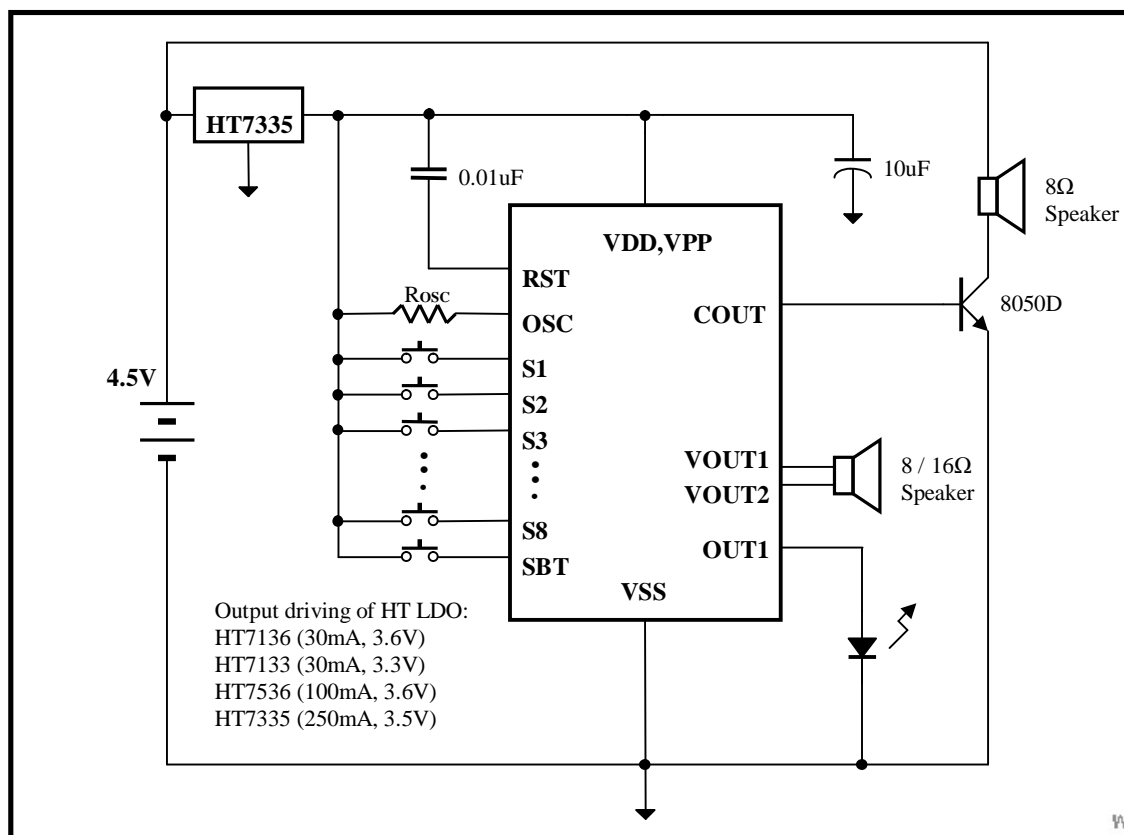 HT7335
0.01uF
10uF
8Ω
Speaker
VDD,VPP
RST
Rosc
OSC
COUT
8050D
S1
4.5V
S2
S3
VOUT1
8 / 16Ω
VOUT2
Speaker
S8
OUT1
SBT
VSS
Output driving of HT LDO:
HT7136 (30mA, 3.6V)
HT7133 (30mA, 3.3V)
HT7536 (100mA, 3.6V)
HT7335 (250mA, 3.5V)